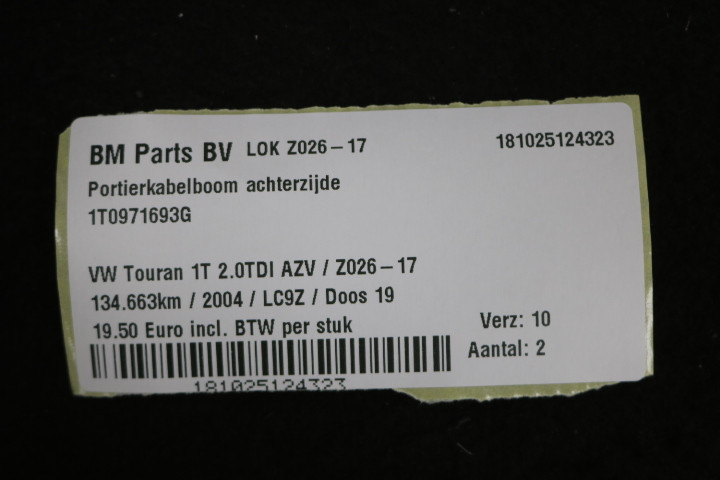 BM Parts BV LOK Z026-17 181025124323
Portierkabelboom achterzijde
1T0971693G
VW Touran 1T 2.0TDI AZV / Z026-17
134.663km / 2004 / LC9Z / Doos 19
19.50 Euro incl. BTW per stuk Verz: 10
Aantal: 2
181025124323